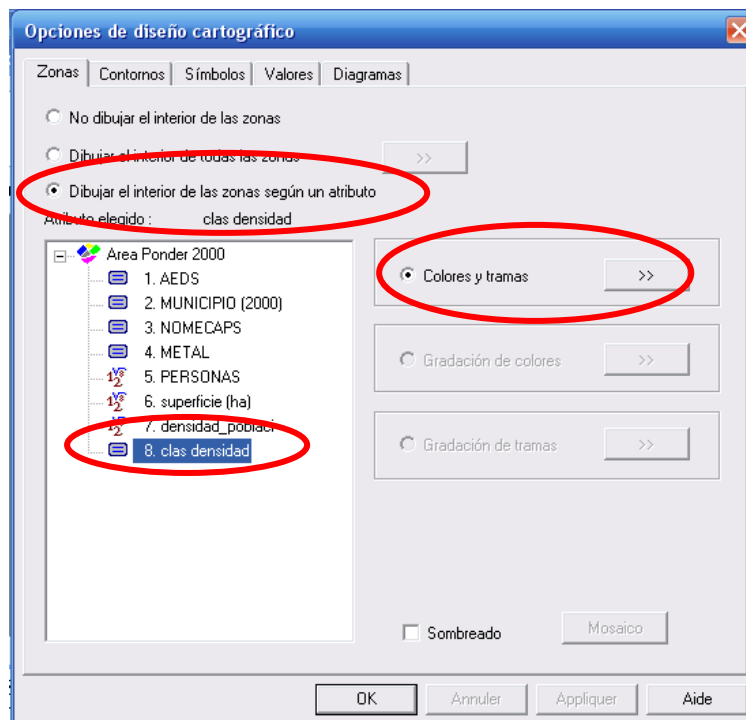 Opciones de diseño cartográfico
Zonas Contornos Símbolos Valores Diagramas
No dibujar el interior de las zonas
Dibujar el interior de todas las zonas >>
Dibujar el interior de las zonas según un atributo
Atributo elegido : clas densidad
Area Ponder 2000
1. AEDS
2. MUNICIPIO (2000)
3. NOMECAPS
4. METAL
5. PERSONAS
6. superficie (ha)
7. densidad_poblaci
8. clas densidad
Colores y tramas >>
Gradación de colores >>
Gradación de tramas >>
Sombreado Mosaico
OK Annuler Appliquer Aide